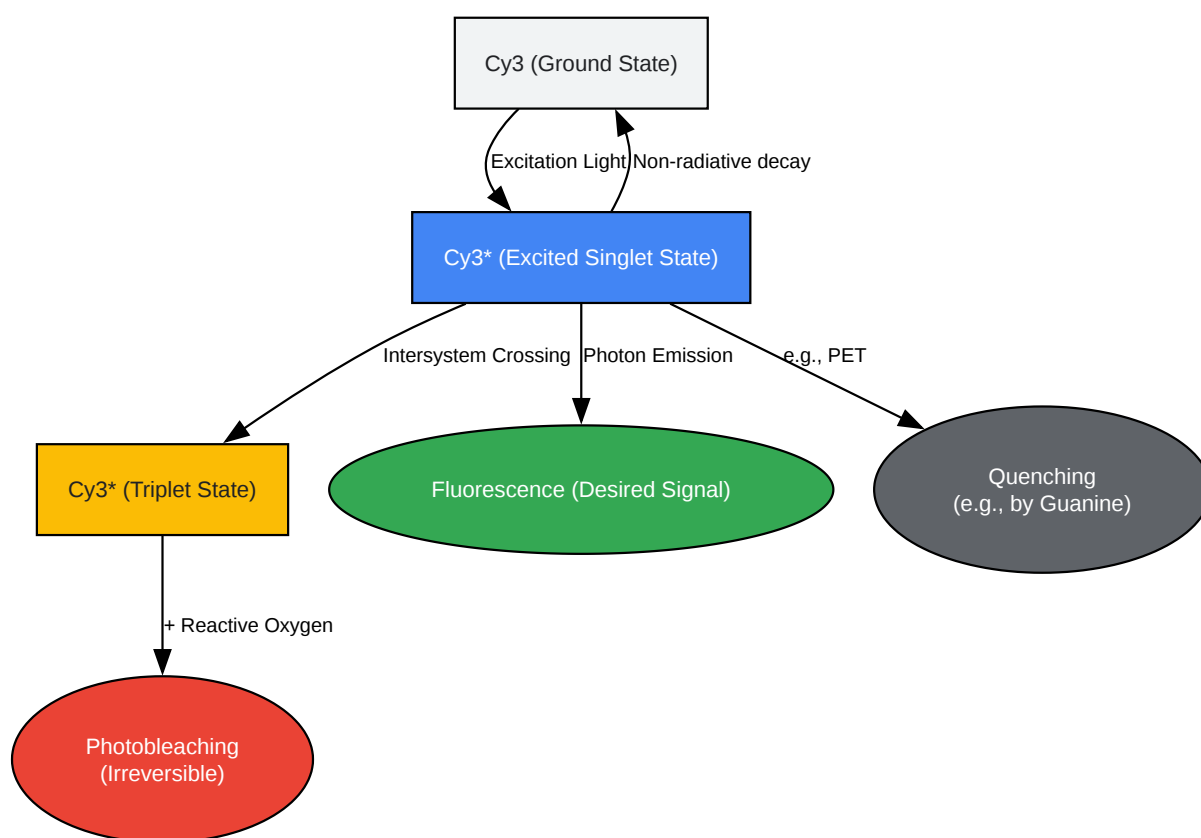 Cy3 (Ground State)
Excitation Light
Non-radiative decay
Cy3* (Excited Singlet State)
Intersystem Crossing
Photon Emission
e.g., PET
Cy3* (Triplet State)
Fluorescence (Desired Signal)
Quenching
(e.g., by Guanine)
+ Reactive Oxygen
Photobleaching
(Irreversible)